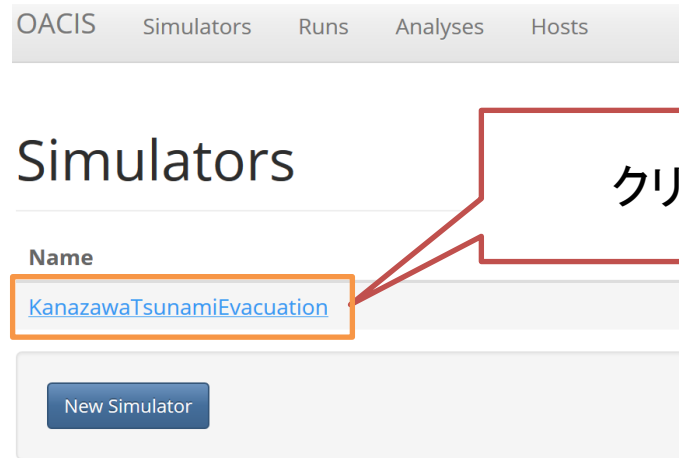 OACIS Simulators Runs Analyses Hosts
Simulators
クリ
Name
KanazawaTsunamiEvacuation
New Simulator